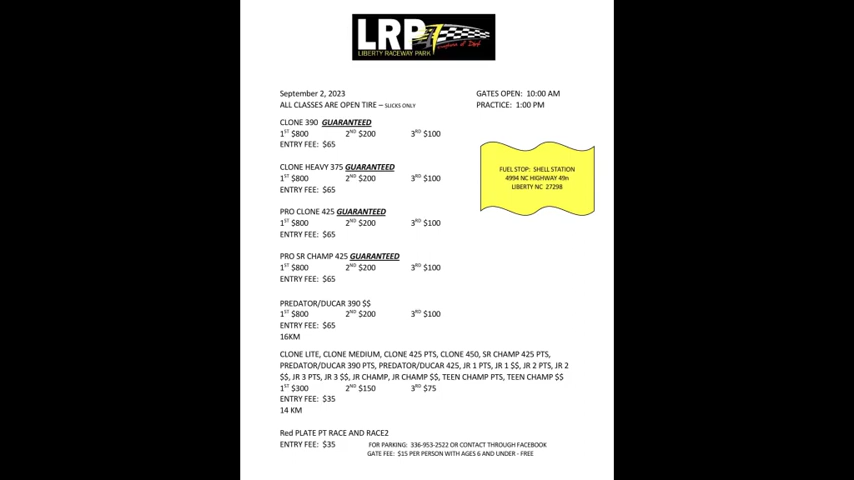 LRP
LIBERTY RACEWAY PARK
September 2, 2023
GATES OPEN: 10:00 AM
ALL CLASSES ARE OPEN TIRE – SLICKS ONLY
PRACTICE: 1:00 PM
CLONE 390 GUARANTEED
1ST $800 2ND $200 3RD $100
ENTRY FEE: $65
CLONE HEAVY 375 GUARANTEED
1ST $800 2ND $200 3RD $100
ENTRY FEE: $65
FUEL STOP: SHELL STATION
4994 NC HIGHWAY 49n
LIBERTY NC 27298
PRO CLONE 425 GUARANTEED
1ST $800 2ND $200 3RD $100
ENTRY FEE: $65
PRO SR CHAMP 425 GUARANTEED
1ST $800 2ND $200 3RD $100
ENTRY FEE: $65
PREDATOR/DUCAR 390 $$
1ST $800 2ND $200 3RD $100
ENTRY FEE: $65
16KM
CLONE LITE, CLONE MEDIUM, CLONE 425 PTS, CLONE 450, SR CHAMP 425 PTS,
PREDATOR/DUCAR 390 PTS, PREDATOR/DUCAR 425, JR 1 PTS, JR 1 $$, JR 2 PTS, JR 2
$$, JR 3 PTS, JR 3 $$, JR CHAMP, JR CHAMP $$, TEEN CHAMP PTS, TEEN CHAMP $$
1ST $300 2ND $150 3RD $75
ENTRY FEE: $35
14 KM
Red PLATE PT RACE AND RACE2
ENTRY FEE: $35 FOR PARKING: 336-953-2522 OR CONTACT THROUGH FACEBOOK
GATE FEE: $15 PER PERSON WITH AGES 6 AND UNDER - FREE